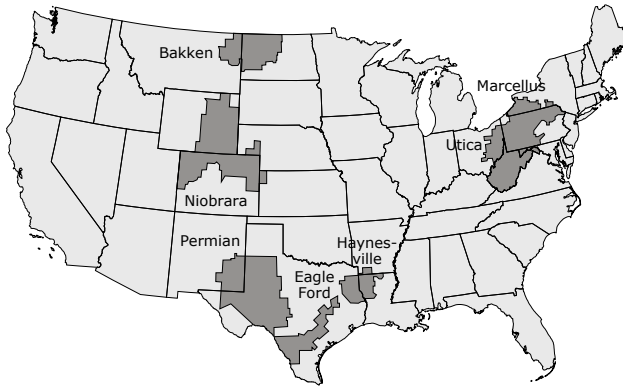 Bakken
Marcellus
Utica
Niobrara
Permian
Haynes-
ville
Eagle
Ford